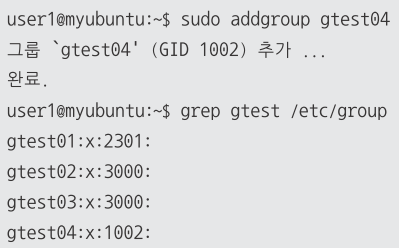 user1@myubuntu:~$ sudo addgroup gtest04
그룹 `gtest04' (GID 1002) 추가 ...
완료.
user1@myubuntu:~$ grep gtest /etc/group
gtest01:x:2301:
gtest02:x:3000:
gtest03:x:3000:
gtest04:x:1002: